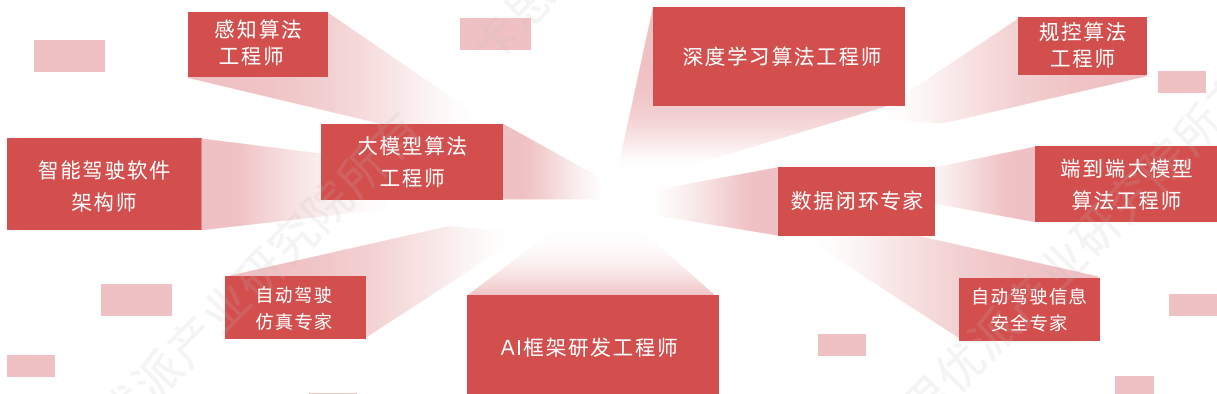 感知算法
工程师
深度学习算法工程师
规控算法
工程师
智能驾驶软件
架构师
大模型算法
工程师
数据闭环专家
端到端大模型
算法工程师
自动驾驶
仿真专家
AI框架研发工程师
自动驾驶信息
安全专家